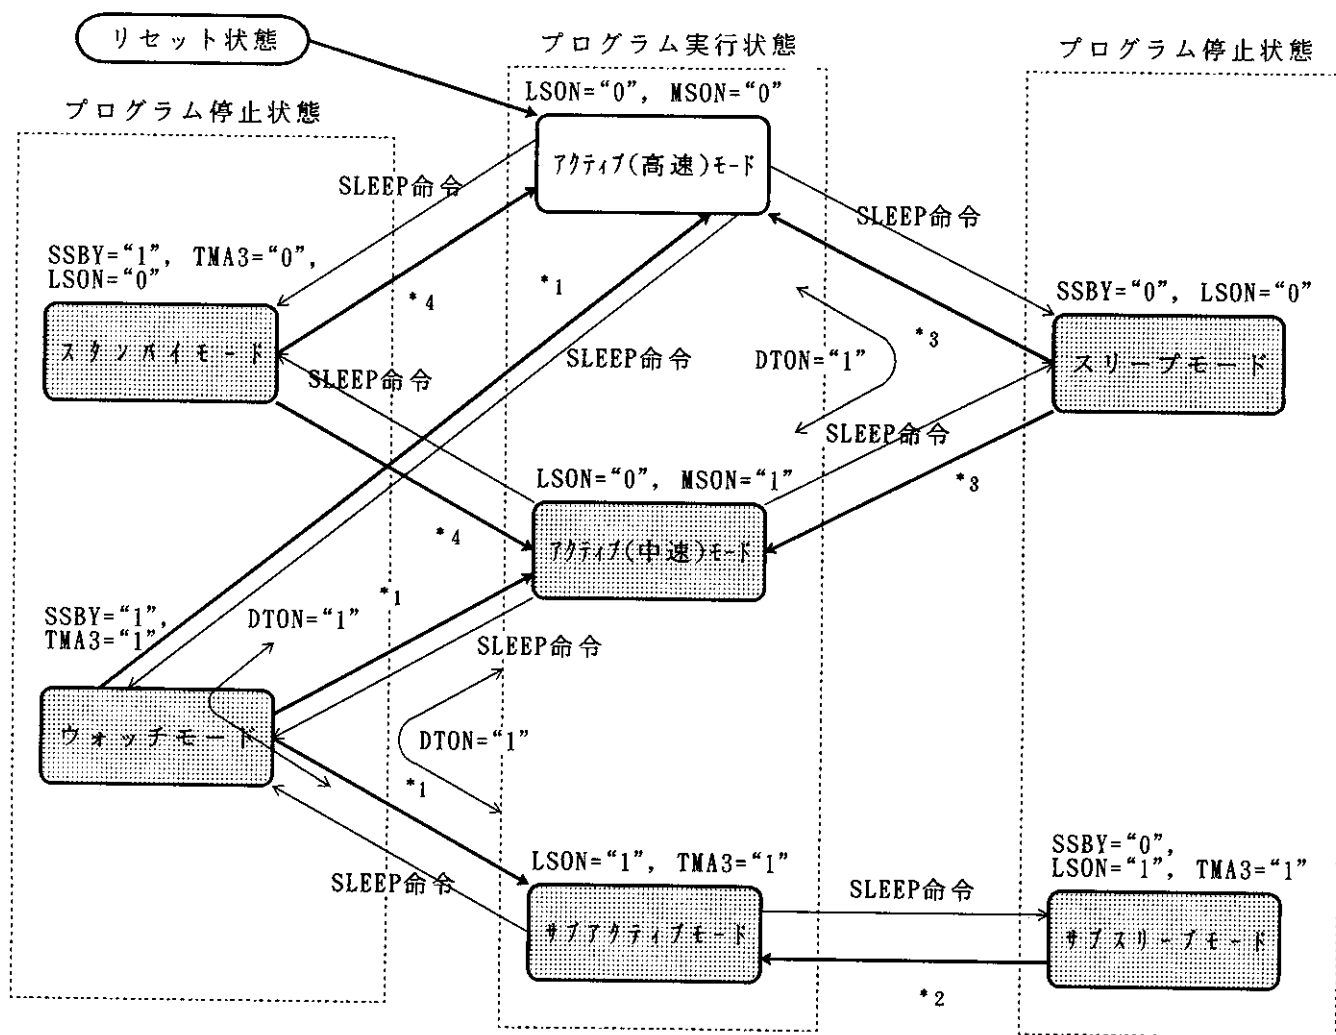 リセット状態
プログラム実行状態
プログラム停止状態
プログラム停止状態
LSON=“0”, MSON=“0”
アクティブ(高速)モード
SLEEP命令
SLEEP命令
SSBY=“1”, TMA3=“0”,
LSON=“0”
*4
*1
SSBY=“0”, LSON=“0”
*3
スタンバイモード
SLEEP命令
SLEEP命令
DTON=“1”
スリープモード
SLEEP命令
LSON=“0”, MSON=“1”
*3
*4
アクティブ(中速)モード
*1
SSBY=“1”,
TMA3=“1”
DTON=“1”
SLEEP命令
ウォッチモード
DTON=“1”
*1
SSBY=“0”,
LSON=“1”, TMA3=“1”
LSON=“1”, TMA3=“1”
SLEEP命令
SLEEP命令
サブアクティブモード
サブスリープモード
*2